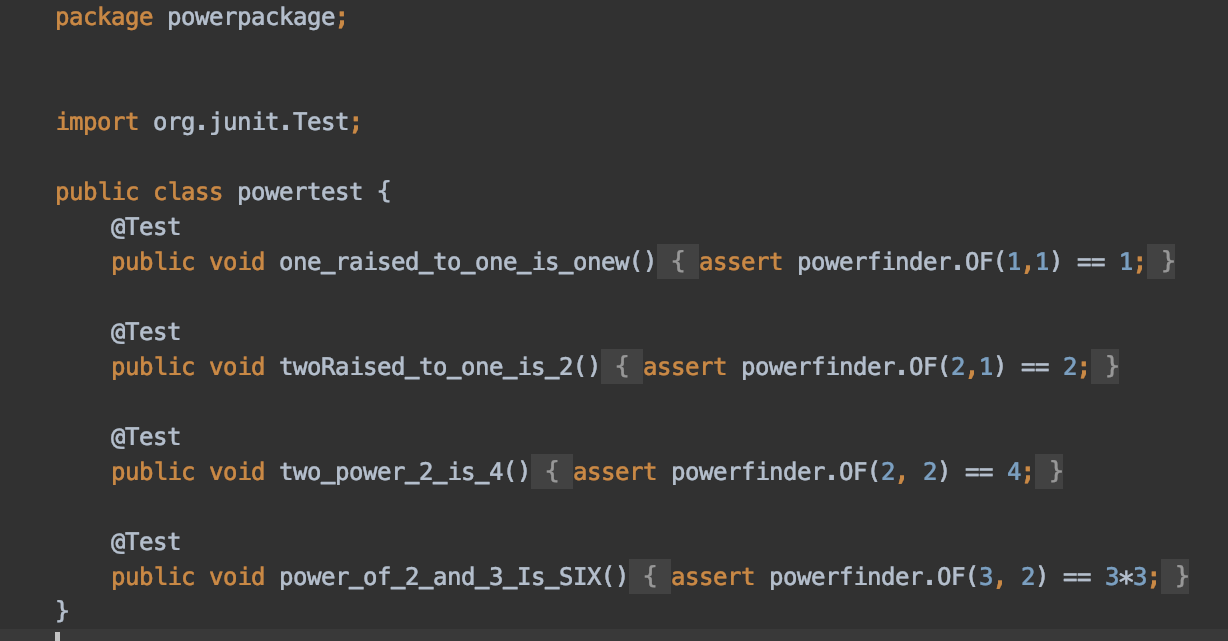 package powerpackage;
import org.junit.Test;
public class powertest {
@Test
public void one_raised_to_one_is_onew() { assert powerfinder.OF(1,1) == 1; }
@Test
public void twoRaised_to_one_is_2() { assert powerfinder.OF(2,1) == 2; }
@Test
public void two_power_2_is_4() { assert powerfinder.OF(2, 2) == 4; }
@Test
public void power_of_2_and_3_Is_SIX() { assert powerfinder.OF(3, 2) == 3*3; }
}